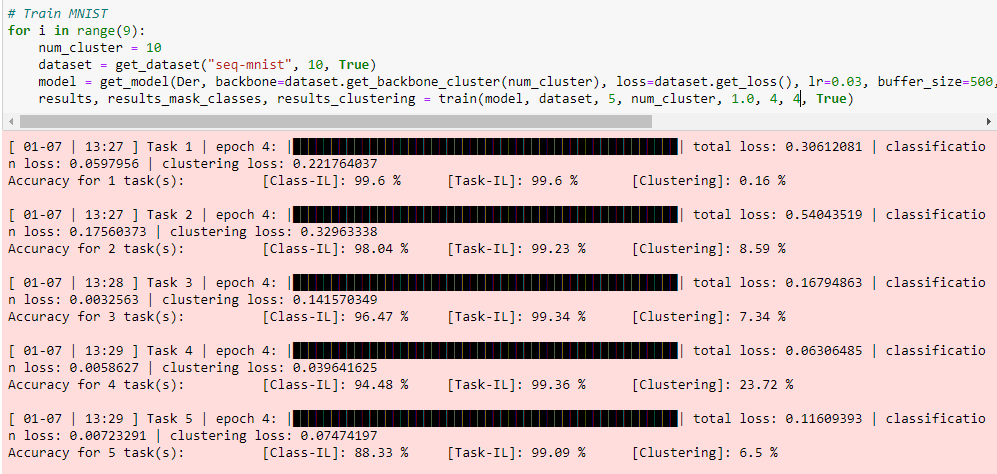 # Train MNIST
for i in range(9):
    num_cluster = 10
    dataset = get_dataset("seq-mnist", 10, True)
    model = get_model(Der, backbone=dataset.get_backbone_cluster(num_cluster), loss=dataset.get_loss(), lr=0.03, buffer_size=500,
    results, results_mask_classes, results_clustering = train(model, dataset, 5, num_cluster, 1.0, 4, 4, True)
[ 01-07 | 13:27 ] Task 1 | epoch 4: | | total loss: 0.30612081 | classificatio
n loss: 0.0597956 | clustering loss: 0.221764037
Accuracy for 1 task(s): [Class-IL]: 99.6 % [Task-IL]: 99.6 % [Clustering]: 0.16 %
[ 01-07 | 13:27 ] Task 2 | epoch 4: | | total loss: 0.54043519 | classificatio
n loss: 0.17560373 | clustering loss: 0.32963338
Accuracy for 2 task(s): [Class-IL]: 98.04 % [Task-IL]: 99.23 % [Clustering]: 8.59 %
[ 01-07 | 13:28 ] Task 3 | epoch 4: | | total loss: 0.16794863 | classificatio
n loss: 0.0032563 | clustering loss: 0.141570349
Accuracy for 3 task(s): [Class-IL]: 96.47 % [Task-IL]: 99.34 % [Clustering]: 7.34 %
[ 01-07 | 13:29 ] Task 4 | epoch 4: | | total loss: 0.06306485 | classificatio
n loss: 0.0058627 | clustering loss: 0.039641625
Accuracy for 4 task(s): [Class-IL]: 94.48 % [Task-IL]: 99.36 % [Clustering]: 23.72 %
[ 01-07 | 13:29 ] Task 5 | epoch 4: | | total loss: 0.11609393 | classificatio
n loss: 0.00723291 | clustering loss: 0.07474197
Accuracy for 5 task(s): [Class-IL]: 88.33 % [Task-IL]: 99.09 % [Clustering]: 6.5 %